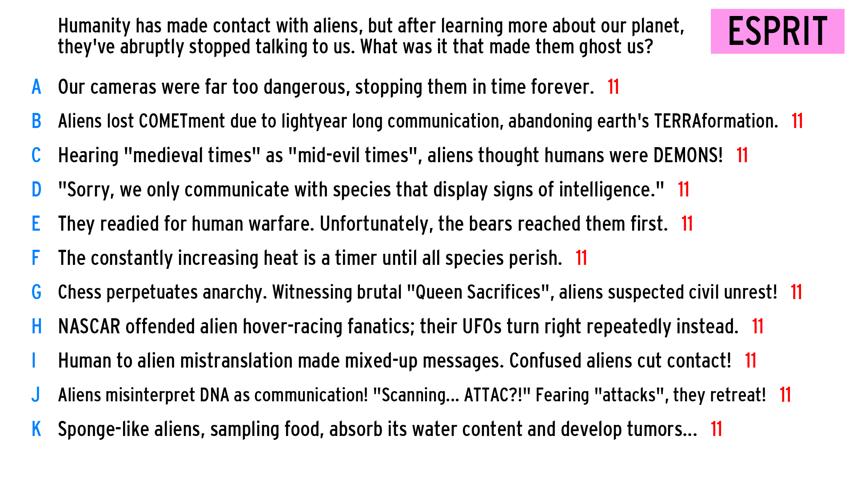 Humanity has made contact with aliens, but after learning more about our planet,
they've abruptly stopped talking to us. What was it that made them ghost us?
ESPRIT
A Our cameras were far too dangerous, stopping them in time forever. 11
B Aliens lost COMETment due to lightyear long communication, abandoning earth's TERRAformation. 11
C Hearing "medieval times" as "mid-evil times", aliens thought humans were DEMONS! 11
D "Sorry, we only communicate with species that display signs of intelligence." 11
E They readied for human warfare. Unfortunately, the bears reached them first. 11
F The constantly increasing heat is a timer until all species perish. 11
G Chess perpetuates anarchy. Witnessing brutal "Queen Sacrifices", aliens suspected civil unrest! 11
H NASCAR offended alien hover-racing fanatics; their UFOs turn right repeatedly instead. 11
I Human to alien mistranslation made mixed-up messages. Confused aliens cut contact! 11
J Aliens misinterpret DNA as communication! "Scanning... ATTAC?!" Fearing "attacks", they retreat! 11
K Sponge-like aliens, sampling food, absorb its water content and develop tumors... 11